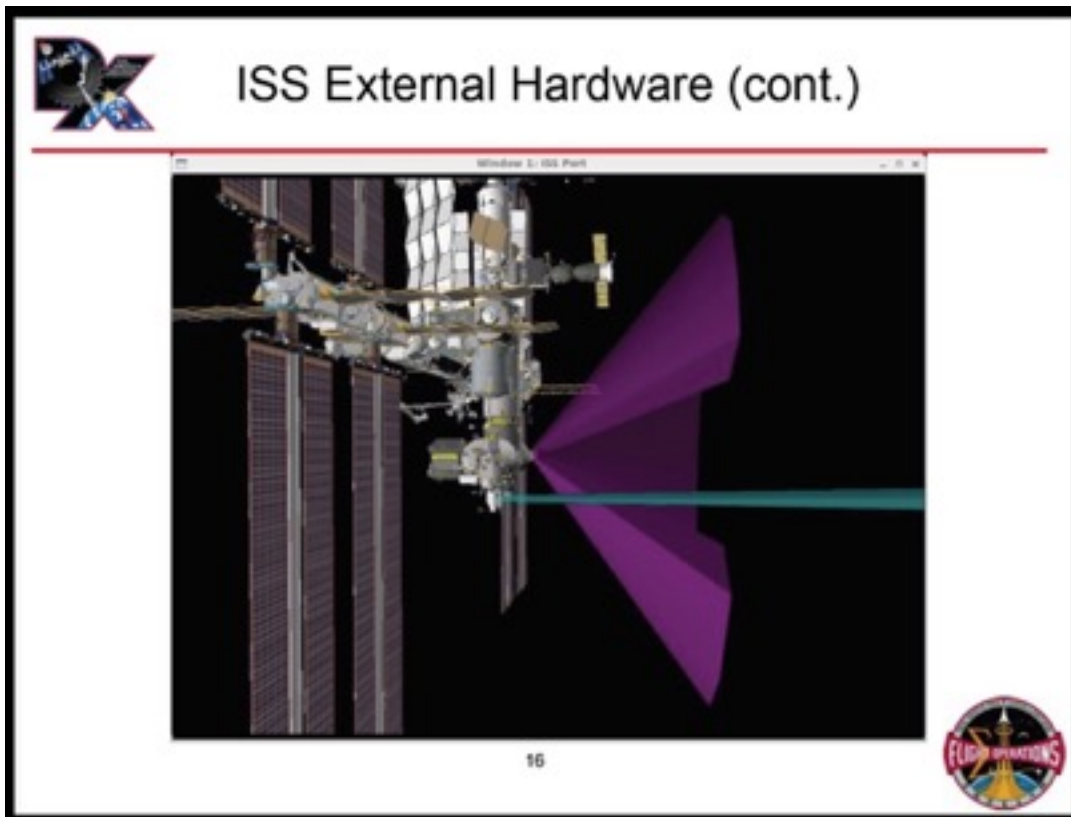 ISS External Hardware (cont.)
Window 1: ISS Port
16
FLIGHT OPERATIONS